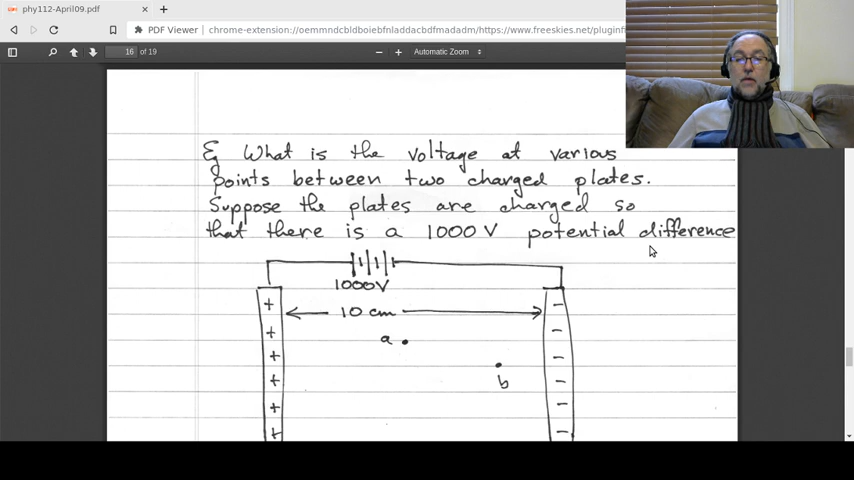 phy112-April09.pdf
PDF Viewer
chrome-extension://oemmndcbldboiebfnladdacbdfmadadm/https://www.freeskies.net/pluginfi
16 of 19
Automatic Zoom
Eg What is the voltage at various
points between two charged plates.
Suppose the plates are charged so
that there is a 1000 V potential difference
1000V
+ −
10 cm
+ −
a
+ −
b
+ −
+ −
+ −